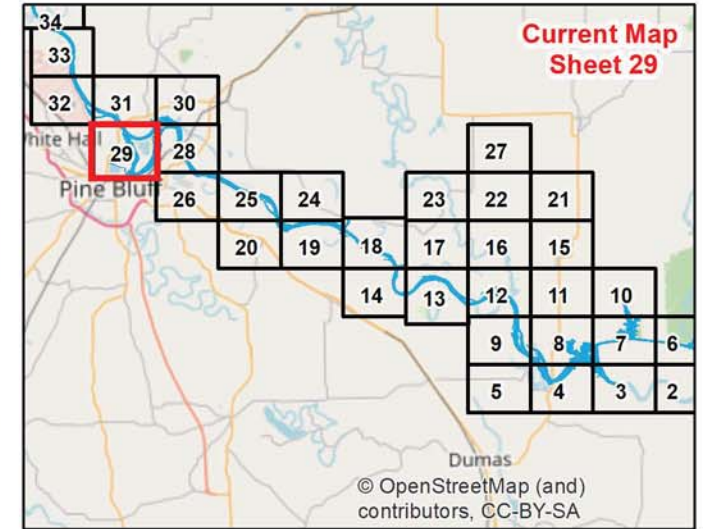 Current Map
Sheet 29
34
33
32 31 30
White Hall
29 28
Pine Bluff
27
26 25 24 23 22 21
20 19 18 17 16 15
14 13 12 11 10
9 8 7 6
5 4 3 2
Dumas
© OpenStreetMap (and)
contributors, CC-BY-SA